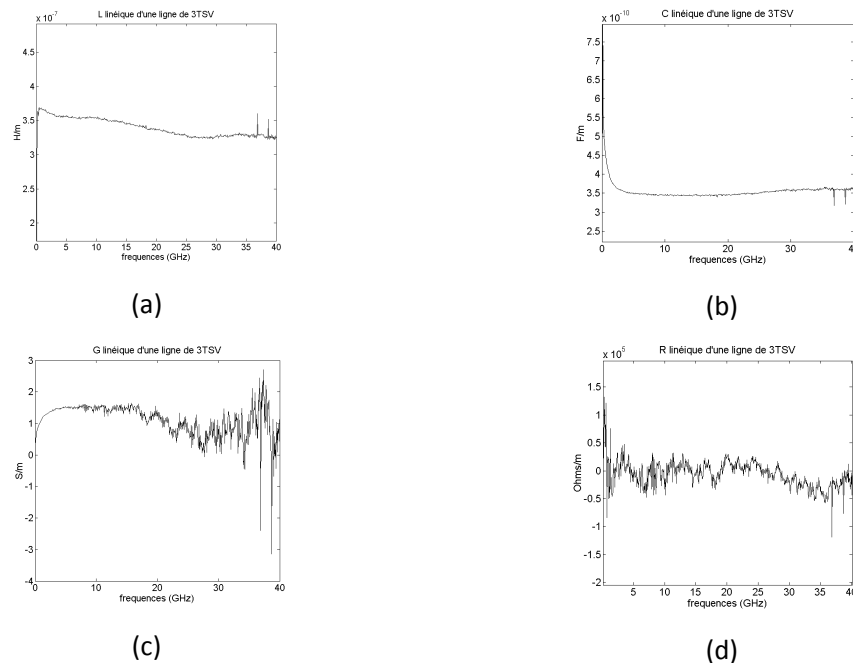 x 10^-7
L linéique d'une ligne de 3TSV
4.5
4
3.5
3
2.5
2
H/m
0 5 10 15 20 25 30 35 40
frequences (GHz)
(a)
x 10^-10
C linéique d'une ligne de 3TSV
7.5
7
6.5
6
5.5
5
4.5
4
3.5
3
2.5
F/m
0 10 20 30 40
frequences (GHz)
(b)
G linéique d'une ligne de 3TSV
3
2
1
0
-1
-2
-3
-4
S/m
0 10 20 30 40
frequences (GHz)
(c)
x 10^5
R linéique d'une ligne de 3TSV
1.5
1
0.5
0
-0.5
-1
-1.5
-2
Ohms/m
5 10 15 20 25 30 35 40
frequences (GHz)
(d)